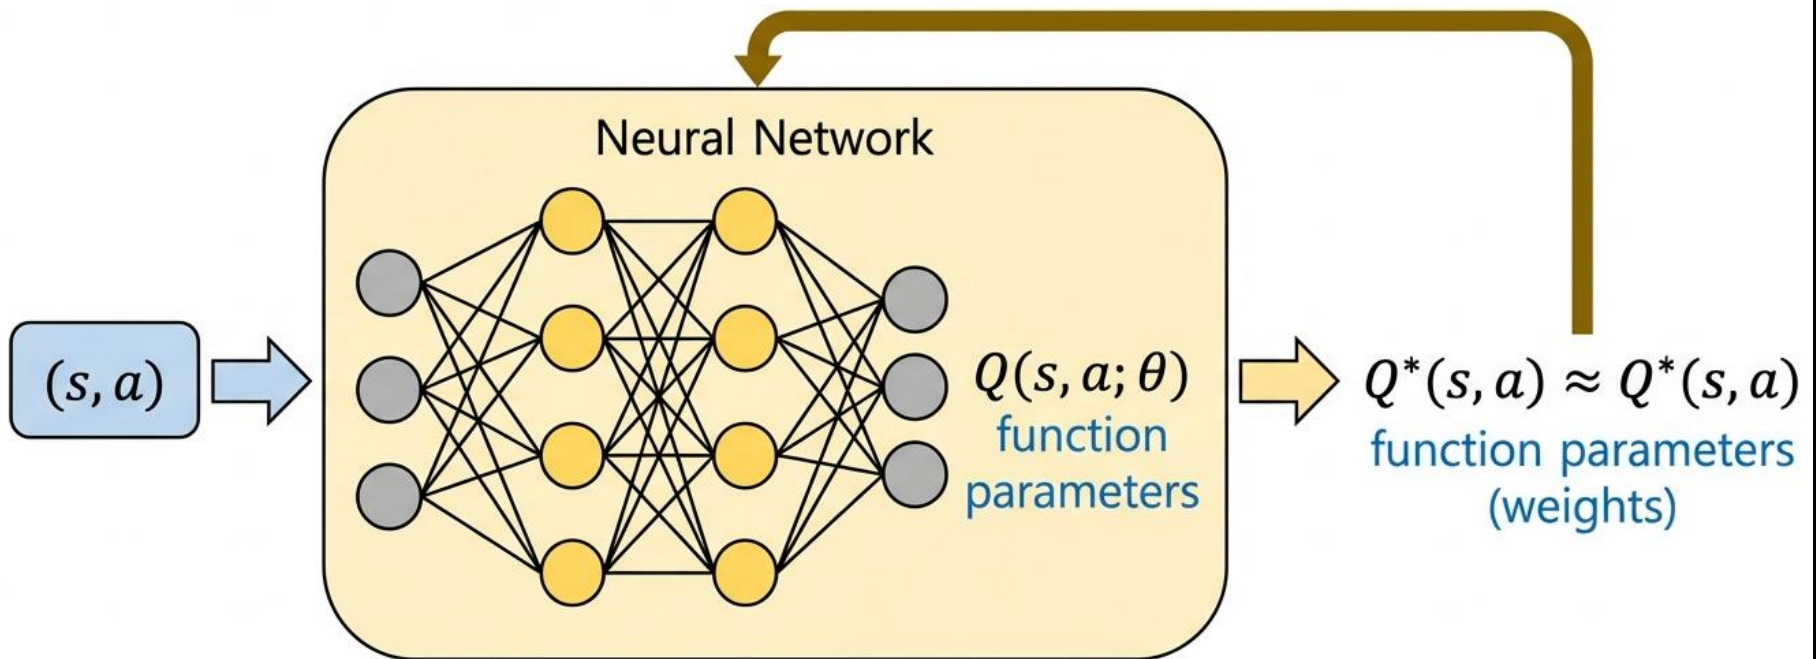 Neural Network
(s, a)
Q(s, a; θ)
function
parameters
Q*(s, a) ≈ Q*(s, a)
function parameters
(weights)